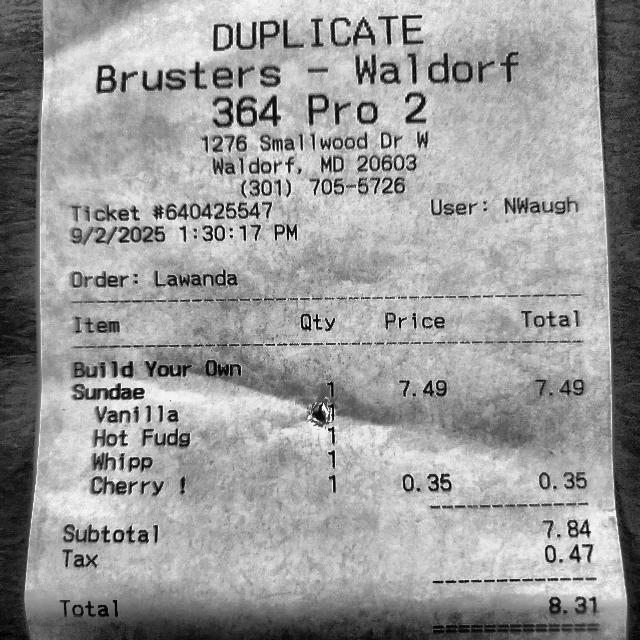 DUPLICATE
Brusters - Waldorf
364 Pro 2
1276 Smallwood Dr W
Waldorf, MD 20603
(301) 705-5726
Ticket #640425547 User: NWaugh
9/2/2025 1:30:17 PM
Order: Lawanda
Item Qty Price Total
Build Your Own
Sundae 1 7.49 7.49
Vanilla 1
Hot Fudg 1
Whipp 1
Cherry ! 1 0.35 0.35
Subtotal 7.84
Tax 0.47
Total 8.31